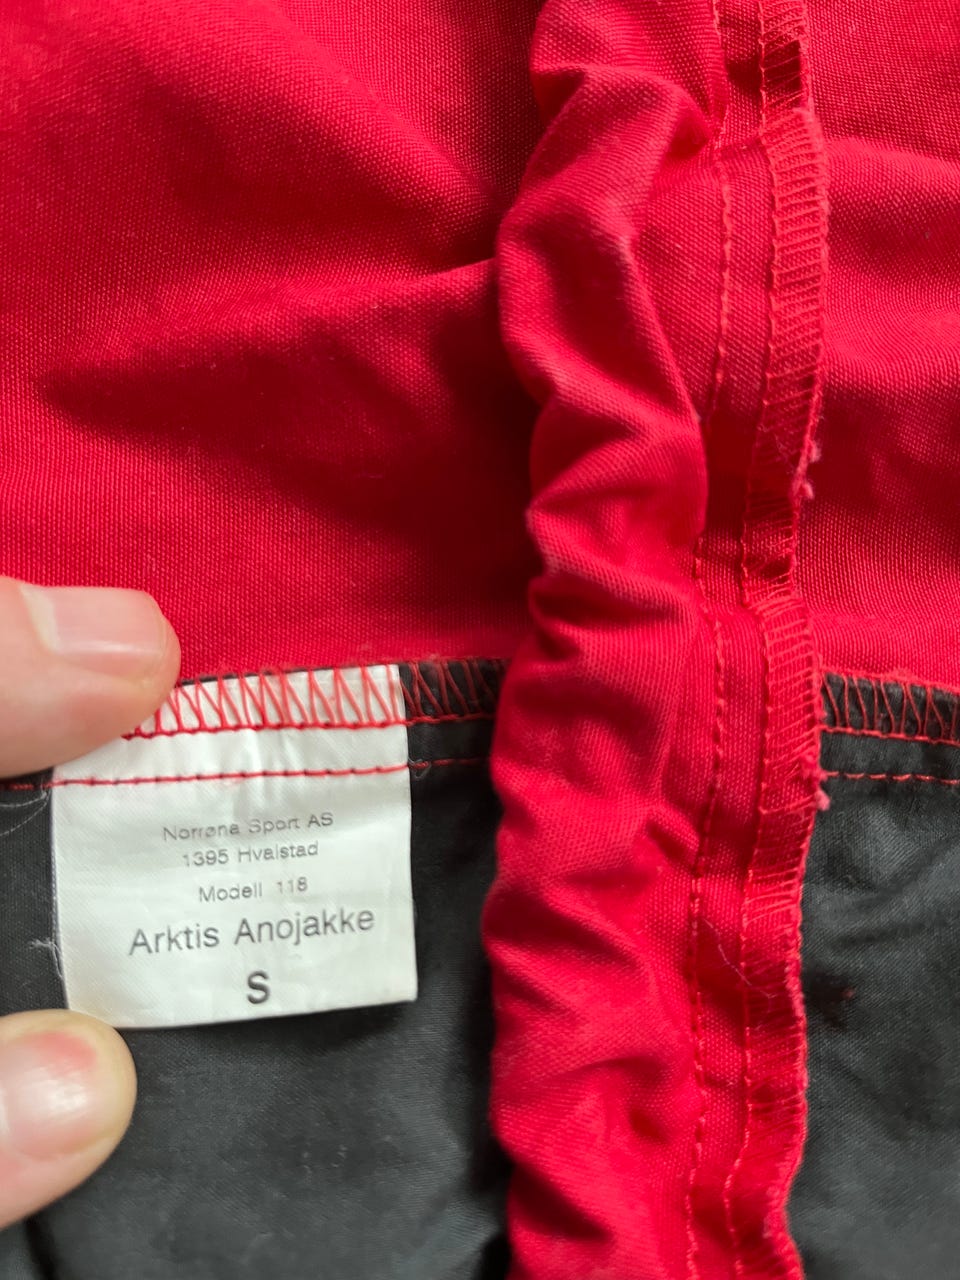 Norrøna Sport AS
1395 Hvalstad
Modell 118
Arktis Anojakke
S